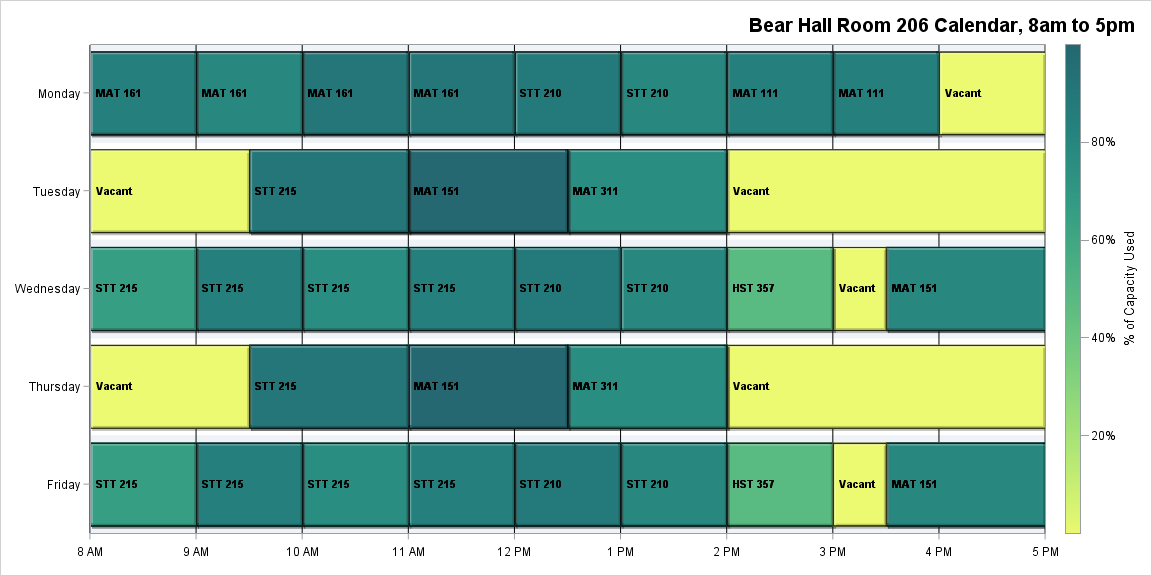 Bear Hall Room 206 Calendar, 8am to 5pm
Monday
MAT 161
MAT 161
MAT 161
MAT 161
STT 210
STT 210
MAT 111
MAT 111
Vacant
Tuesday
Vacant
STT 215
MAT 151
MAT 311
Vacant
Wednesday
STT 215
STT 215
STT 215
STT 215
STT 210
STT 210
HST 357
Vacant
MAT 151
Thursday
Vacant
STT 215
MAT 151
MAT 311
Vacant
Friday
STT 215
STT 215
STT 215
STT 215
STT 210
STT 210
HST 357
Vacant
MAT 151
8 AM
9 AM
10 AM
11 AM
12 PM
1 PM
2 PM
3 PM
4 PM
5 PM
80%
60%
40%
20%
% of Capacity Used